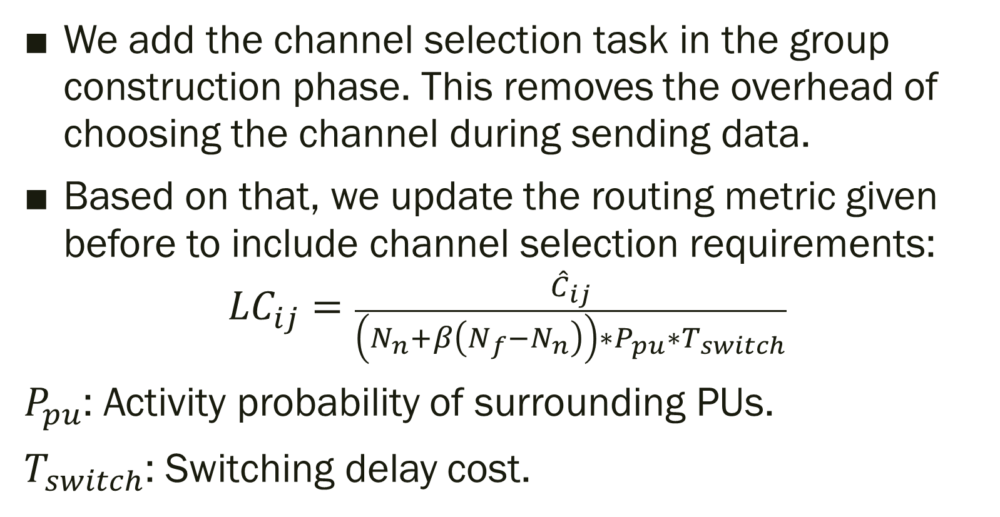 ■ We add the channel selection task in the group
construction phase. This removes the overhead of
choosing the channel during sending data.
■ Based on that, we update the routing metric given
before to include channel selection requirements:
$LC_{ij} = \frac{\hat{C}_{ij}}{\left(N_n+\beta\left(N_f-N_n\right)\right)*P_{pu}*T_{switch}}$
$P_{pu}$: Activity probability of surrounding PUs.
$T_{switch}$: Switching delay cost.